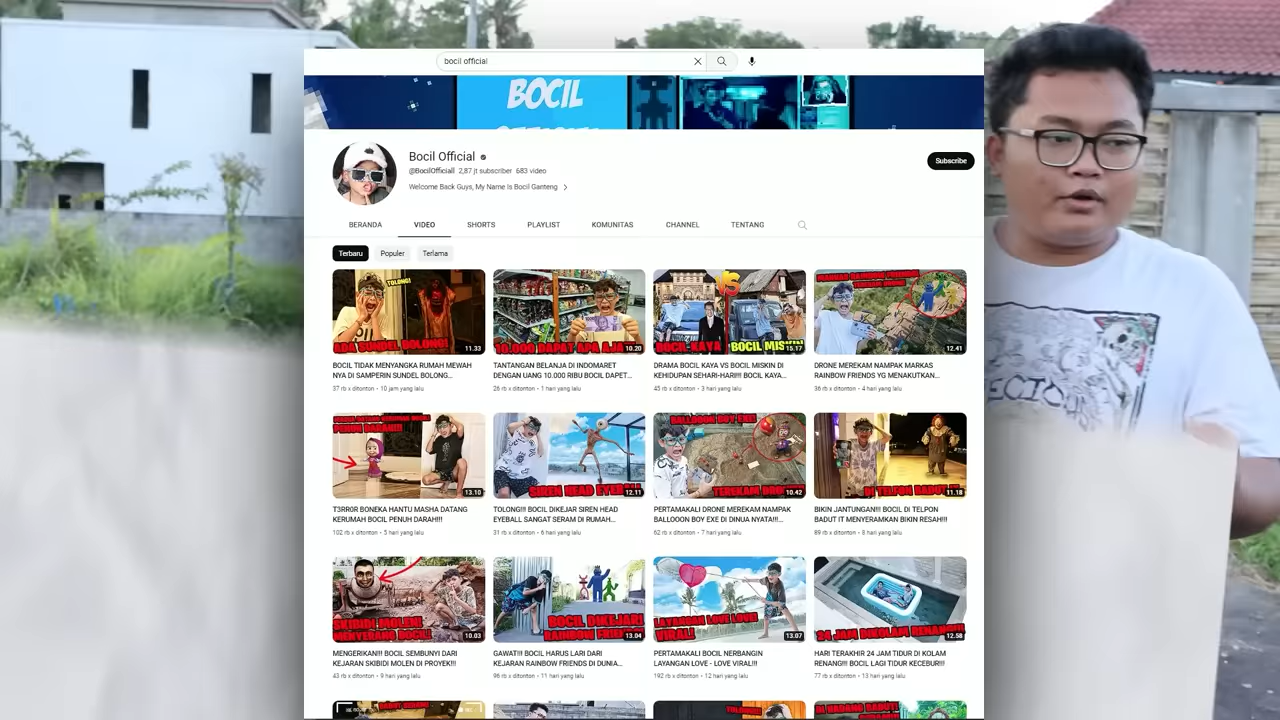 bocil official
BOCIL
Bocil Official
@BocilOfficiall 2,87 jt subscriber 683 video
Welcome Back Guys, My Name Is Bocil Ganteng
Subscribe
BERANDA VIDEO SHORTS PLAYLIST KOMUNITAS CHANNEL TENTANG
Terbaru Populer Terlama
TOLONG!
ADA SUNDEL BOLONG!
11.33
10.000 DAPAT APA AJA
10.20
VS
BOCIL KAYA
BOCIL MISKIN
15.17
12.41
BOCIL TIDAK MENYANGKA RUMAH MEWAH
NYA DI SAMPERIN SUNDEL BOLONG...
37 rb x ditonton • 10 jam yang lalu
TANTANGAN BELANJA DI INDOMARET
DENGAN UANG 10.000 RIBU BOCIL DAPET...
26 rb x ditonton • 1 hari yang lalu
DRAMA BOCIL KAYA VS BOCIL MISKIN DI
KEHIDUPAN SEHARI-HARI!!!! BOCIL KAYA...
45 rb x ditonton • 3 hari yang lalu
DRONE MEREKAM NAMPAK MARKAS
RAINBOW FRIENDS YG MENAKUTKAN...
36 rb x ditonton • 4 hari yang lalu
PENUH DARAH!!!
13.10
SIREN HEAD EYEBALL
12.11
BALLOOON BOY EXE!
TEREKAM DRONE
10.42
DI TELPON BADUT
11.18
T3RR0R BONEKA HANTU MASHA DATANG
KERUMAH BOCIL PENUH DARAH!!!
102 rb x ditonton • 5 hari yang lalu
TOLONG!!! BOCIL DIKEJAR SIREN HEAD
EYEBALL SANGAT SERAM DI RUMAH...
31 rb x ditonton • 6 hari yang lalu
PERTAMAKALI DRONE MEREKAM NAMPAK
BALLOOON BOY EXE DI DINUA NYATA!!!...
62 rb x ditonton • 7 hari yang lalu
BIKIN JANTUNGAN!!! BOCIL DI TELPON
BADUT IT MENYERAMKAN BIKIN RESAH!!!
89 rb x ditonton • 8 hari yang lalu
SKIBIDI MOLEN!
MENYERANG BOCIL!
10.03
BOCIL DIKEJAR
RAINBOW FRIENDS
13.04
LAYANGAN LOVE LOVE!
VIRAL!
13.07
24 JAM DIKOLAM RENANG!!!
12.58
MENGERIKAN!!! BOCIL SEMBUNYI DARI
KEJARAN SKIBIDI MOLEN DI PROYEK!!!
43 rb x ditonton • 9 hari yang lalu
GAWAT!!! BOCIL HARUS LARI DARI
KEJARAN RAINBOW FRIENDS DI DUNIA...
96 rb x ditonton • 11 hari yang lalu
PERTAMAKALI BOCIL NERBANGIN
LAYANGAN LOVE - LOVE VIRAL!!!
192 rb x ditonton • 12 hari yang lalu
HARI TERAKHIR 24 JAM TIDUR DI KOLAM
RENANG!!! BOCIL LAGI TIDUR KECEBUR!!!
77 rb x ditonton • 13 hari yang lalu